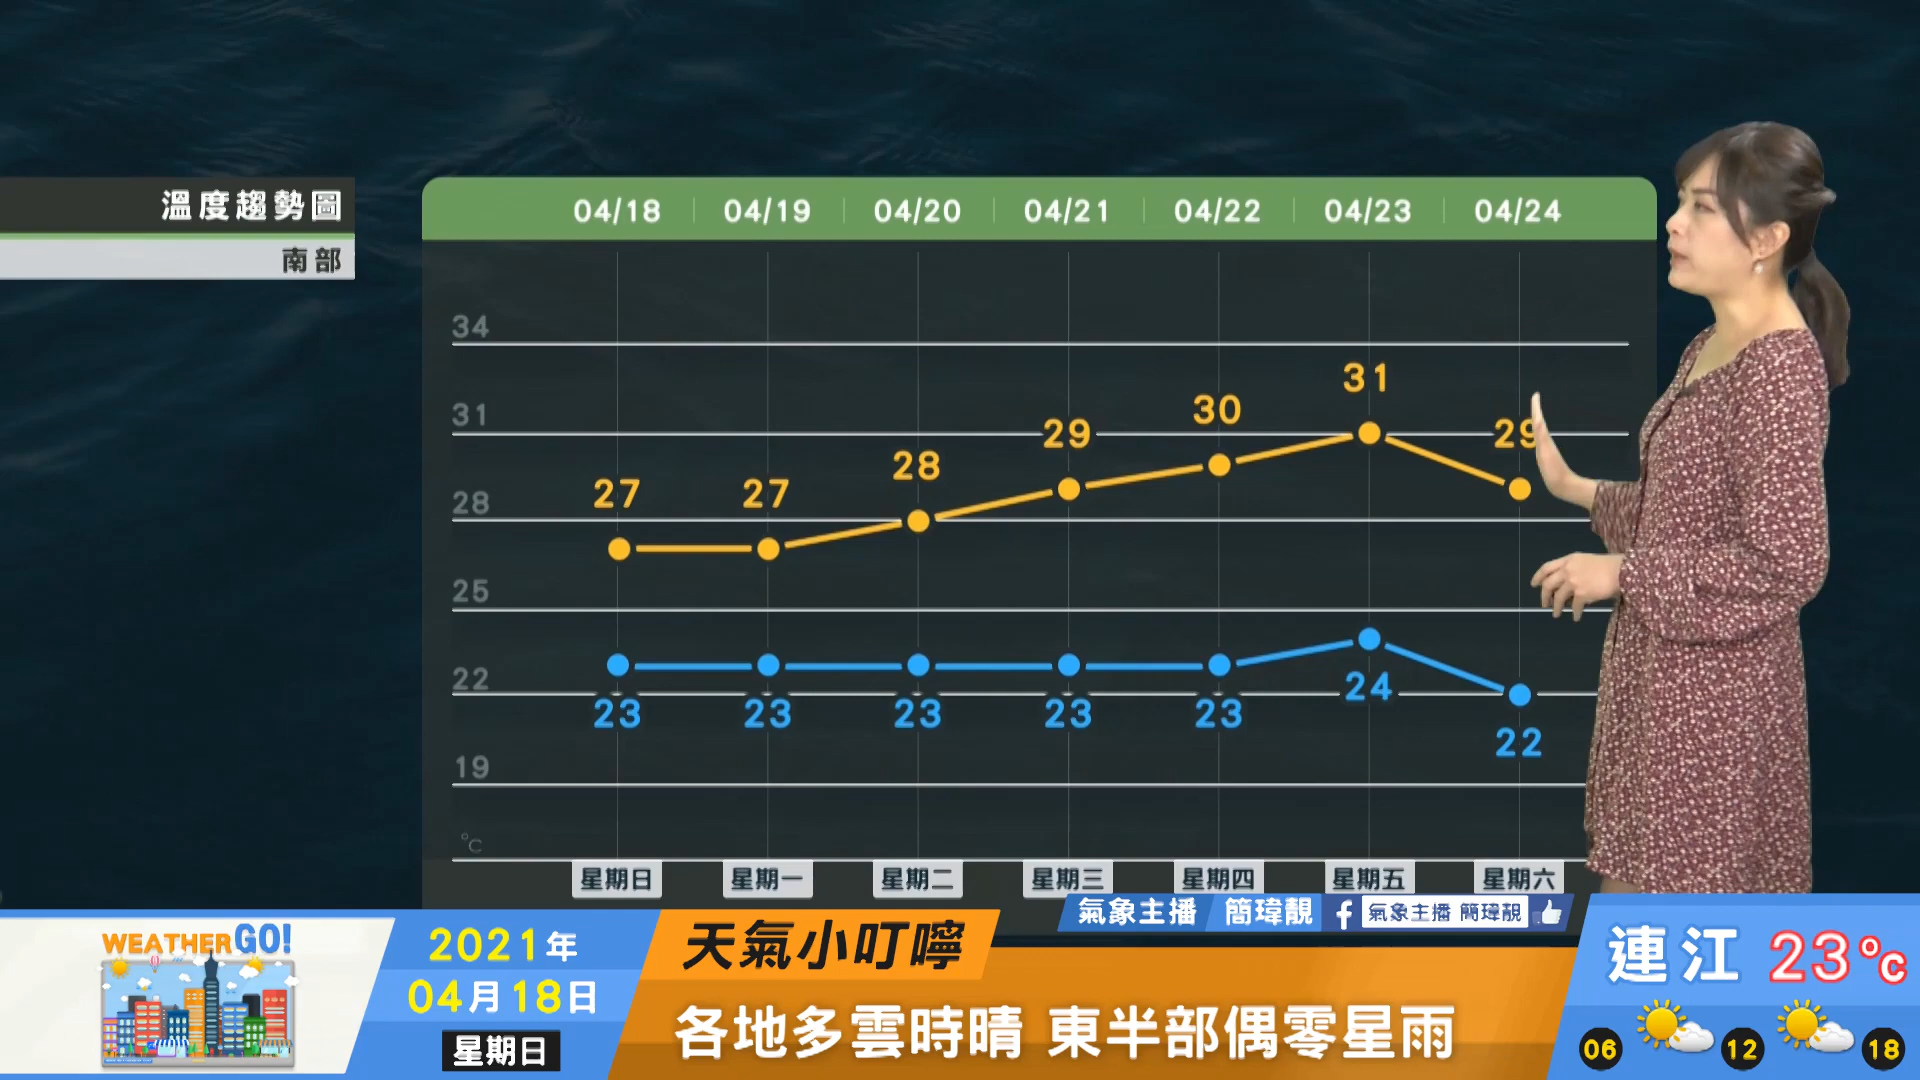 溫度趨勢圖
南部
04/18 04/19 04/20 04/21 04/22 04/23 04/24
34
31
28
25
22
19
°C
27 27 28 29 30 31 29
23 23 23 23 23 24 22
星期日 星期一 星期二 星期三 星期四 星期五 星期六
氣象主播 簡瑋靚 f 氣象主播 簡瑋靚
WEATHER GO!
2021年
04月18日
星期日
天氣小叮嚀
各地多雲時晴 東半部偶零星雨
連江 23°C
06 12 18